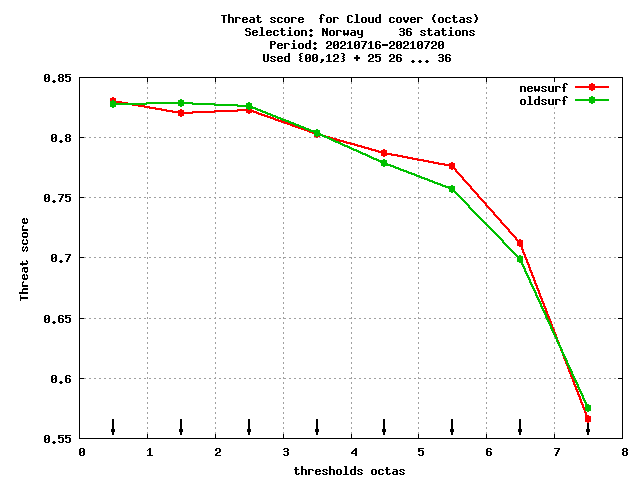 Threat score  for Cloud cover (octas)
Selection: Norway     36 stations
Period: 20210716-20210720
Used {00,12} + 25 26 ... 36
newsurf
oldsurf
0.85
0.8
0.75
0.7
0.65
0.6
0.55
Threat score
0 1 2 3 4 5 6 7 8
thresholds octas